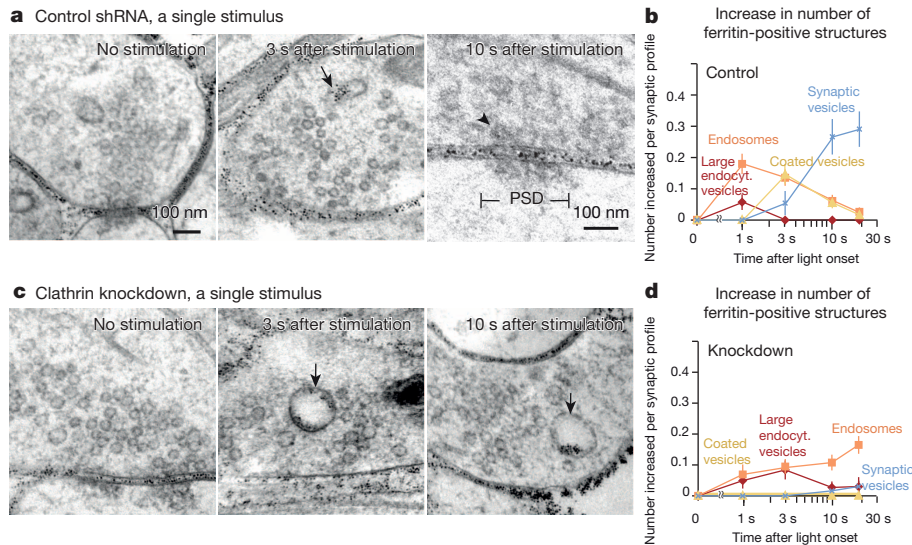 a Control shRNA, a single stimulus
No stimulation
3 s after stimulation
10 s after stimulation
100 nm
PSD
100 nm
b Increase in number of
ferritin-positive structures
Number increased per synaptic profile
0.4
0.3
0.2
0.1
0
Control
Synaptic
vesicles
Endosomes
Large
endocyt.
vesicles
Coated vesicles
0 1 s 3 s 10 s 30 s
Time after light onset
c Clathrin knockdown, a single stimulus
No stimulation
3 s after stimulation
10 s after stimulation
d Increase in number of
ferritin-positive structures
Number increased per synaptic profile
0.4
0.3
0.2
0.1
0
Knockdown
Coated
vesicles
Large
endocyt.
vesicles
Endosomes
Synaptic
vesicles
0 1 s 3 s 10 s 30 s
Time after light onset